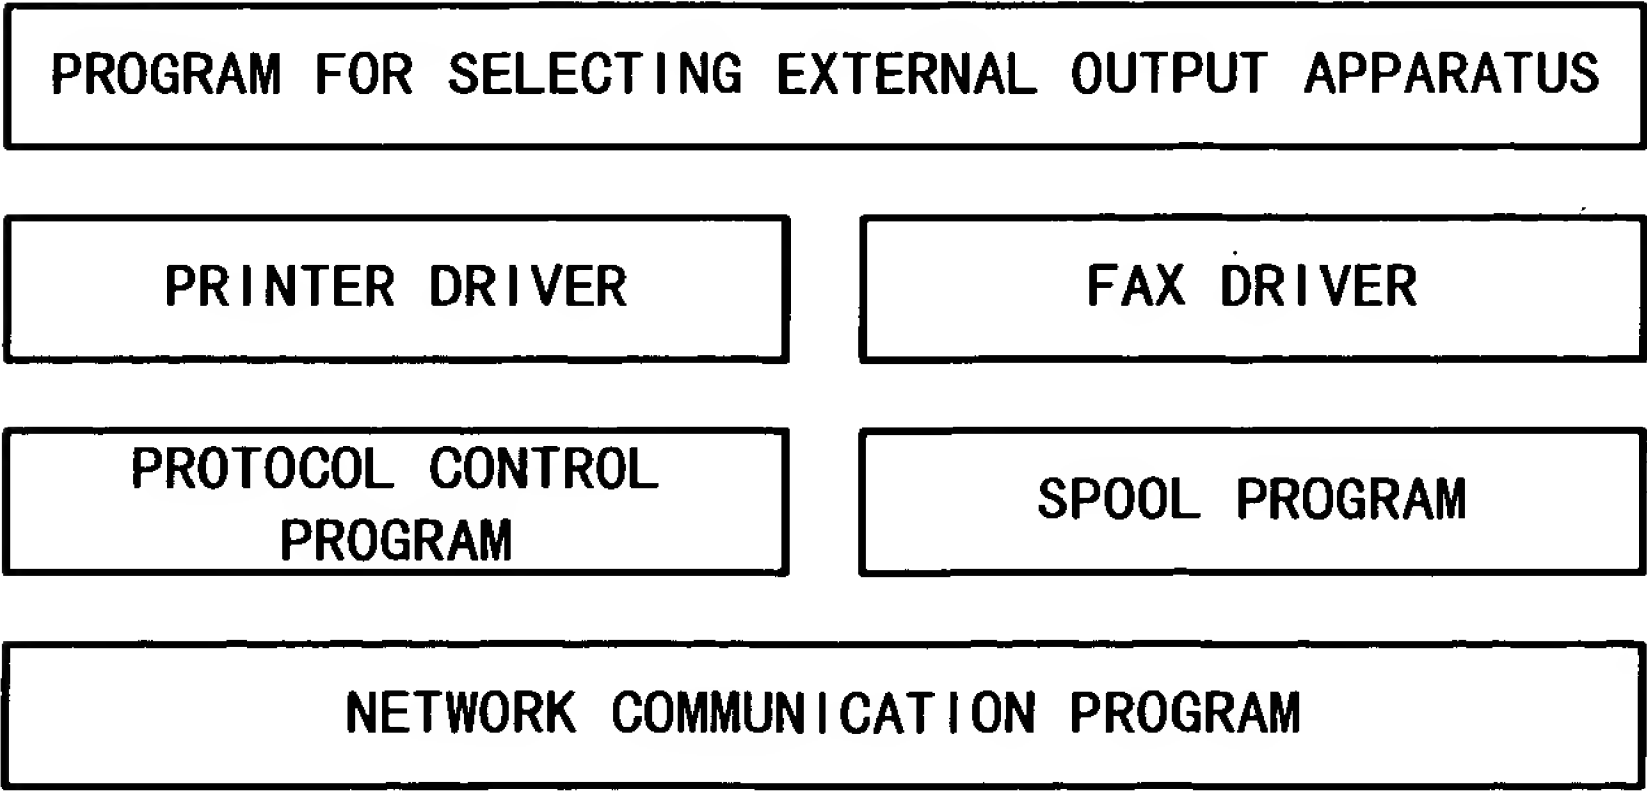 PROGRAM FOR SELECTING EXTERNAL OUTPUT APPARATUS
PRINTER DRIVER
FAX DRIVER
PROTOCOL CONTROL
PROGRAM
SPOOL PROGRAM
NETWORK COMMUNICATION PROGRAM